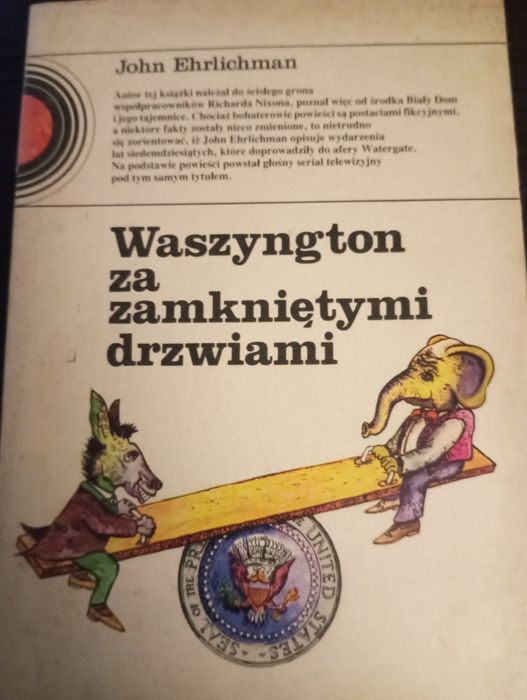 John Ehrlichman
Autor tej książki należał do ścisłego grona
współpracowników Richarda Nixona, poznał więc od środka Biały Dom
i jego tajemnice. Chociaż bohaterowie powieści są postaciami fikcyjnymi,
a niektóre fakty zostały nieco zmienione, to nietrudno
się zorientować, iż John Ehrlichman opisuje wydarzenia
lat siedemdziesiątych, które doprowadziły do afery Watergate.
Na podstawie powieści powstał głośny serial telewizyjny
pod tym samym tytułem.
Waszyngton
za
zamkniętymi
drzwiami
SEAL OF THE PRE OF THE UNITED STATES